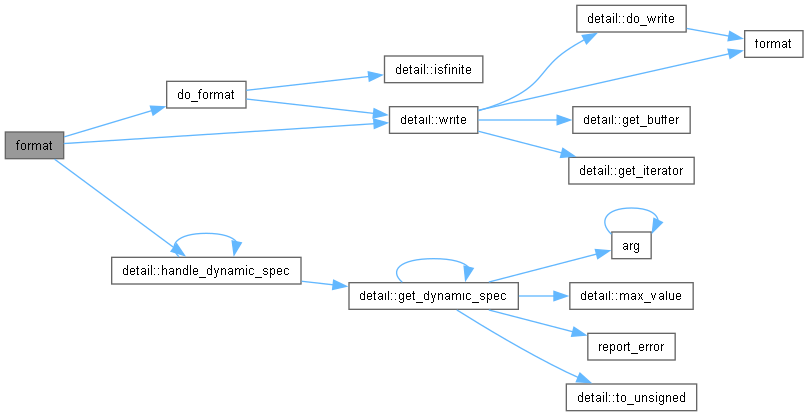 format
do_format
detail::handle_dynamic_spec
detail::isfinite
detail::write
detail::get_dynamic_spec
detail::do_write
format
detail::get_buffer
detail::get_iterator
arg
detail::max_value
report_error
detail::to_unsigned